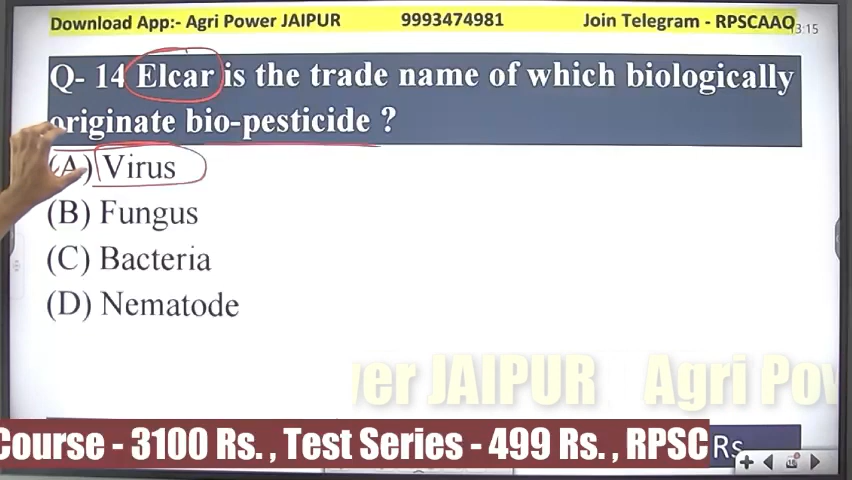 Download App:- Agri Power JAIPUR 9993474981 Join Telegram - RPSCAAO
13:15
Q- 14 Elcar is the trade name of which biologically
originate bio-pesticide ?
(A) Virus
(B) Fungus
(C) Bacteria
(D) Nematode
JAIPUR Agri
Course - 3100 Rs. , Test Series - 499 Rs. , RPSC
Rs